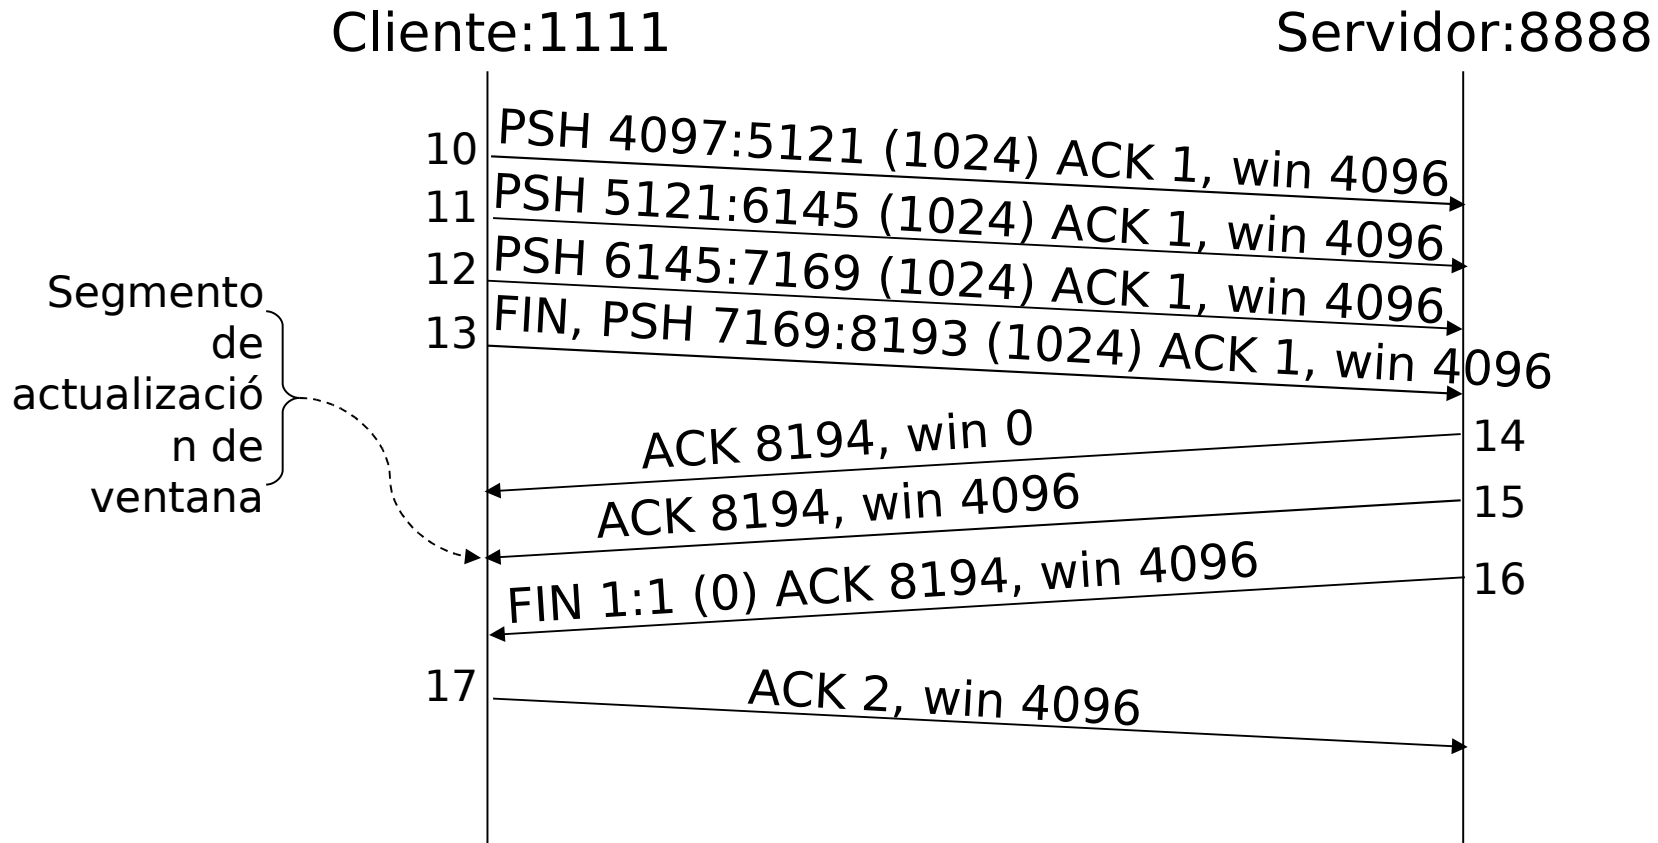 Cliente:1111
Servidor:8888
10
PSH 4097:5121 (1024) ACK 1, win 4096
11
PSH 5121:6145 (1024) ACK 1, win 4096
12
PSH 6145:7169 (1024) ACK 1, win 4096
13
FIN, PSH 7169:8193 (1024) ACK 1, win 4096
Segmento
de
actualizació
n de
ventana
ACK 8194, win 0
14
ACK 8194, win 4096
15
FIN 1:1 (0) ACK 8194, win 4096
16
17
ACK 2, win 4096